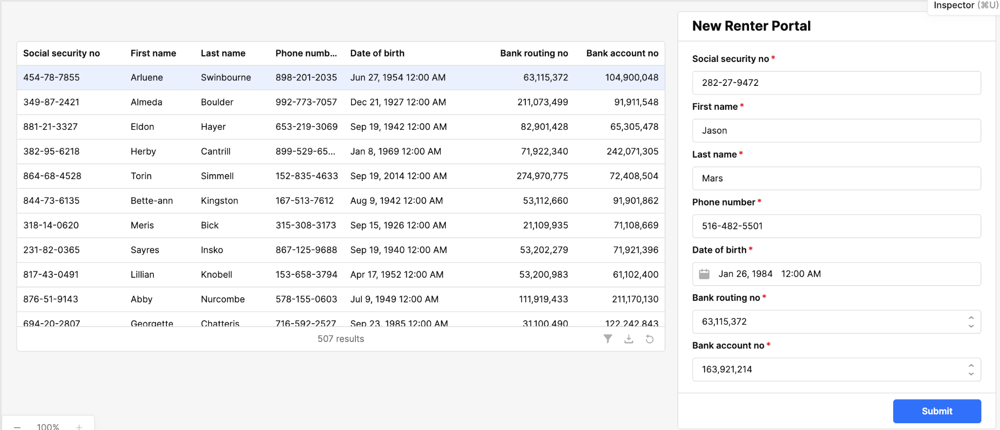 Inspector (⌘U)
New Renter Portal
Social security no First name Last name Phone numb... Date of birth Bank routing no Bank account no
454-78-7855 Arluene Swinbourne 898-201-2035 Jun 27, 1954 12:00 AM 63,115,372 104,900,048
349-87-2421 Almeda Boulder 992-773-7057 Dec 21, 1927 12:00 AM 211,073,499 91,911,548
881-21-3327 Eldon Hayer 653-219-3069 Sep 19, 1942 12:00 AM 82,901,428 65,305,478
382-95-6218 Herby Cantrill 899-529-65... Jan 8, 1969 12:00 AM 71,922,340 242,071,305
864-68-4528 Torin Simmell 152-835-4633 Sep 19, 2014 12:00 AM 274,970,775 72,408,504
844-73-6135 Bette-ann Kingston 167-513-7612 Aug 9, 1942 12:00 AM 53,112,660 91,901,862
318-14-0620 Meris Bick 315-308-3173 Sep 15, 1926 12:00 AM 21,109,935 71,108,669
231-82-0365 Sayres Insko 867-125-9688 Sep 19, 1940 12:00 AM 53,202,279 71,921,396
817-43-0491 Lillian Knobell 153-658-3794 Apr 17, 1952 12:00 AM 53,200,983 61,102,400
876-51-9143 Abby Nurcombe 578-155-0603 Jul 9, 1949 12:00 AM 111,919,433 211,170,130
694-20-2807 Georgette Chatteris 716-592-2527 Sep 23, 1985 12:00 AM 31,100,490 122,242,843
507 results
Social security no *
282-27-9472
First name *
Jason
Last name *
Mars
Phone number *
516-482-5501
Date of birth *
Jan 26, 1984 12:00 AM
Bank routing no *
63,115,372
Bank account no *
163,921,214
Submit
— 100% +